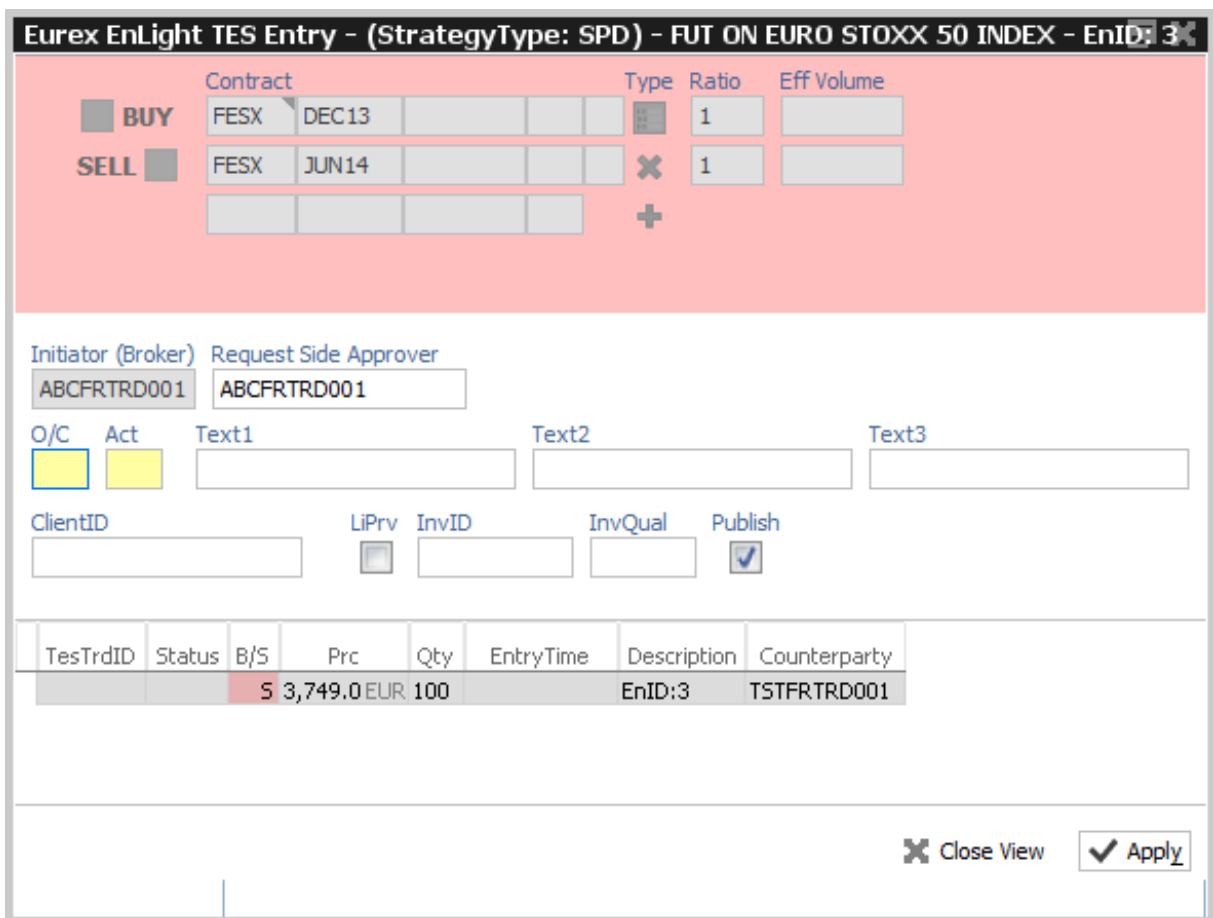 Eurex EnLight TES Entry - (StrategyType: SPD) - FUT ON EURO STOXX 50 INDEX - EnID: 3
Contract Type Ratio Eff Volume
BUY FESX DEC13 1
SELL FESX JUN14 1
Initiator (Broker) Request Side Approver
ABCFRTRD001 ABCFRTRD001
O/C Act Text1 Text2 Text3
ClientID LiPrv InvID InvQual Publish
TesTrdID Status B/S Prc Qty EntryTime Description Counterparty
S 3,749.0 EUR 100 EnID:3 TSTFRTRD001
Close View Apply